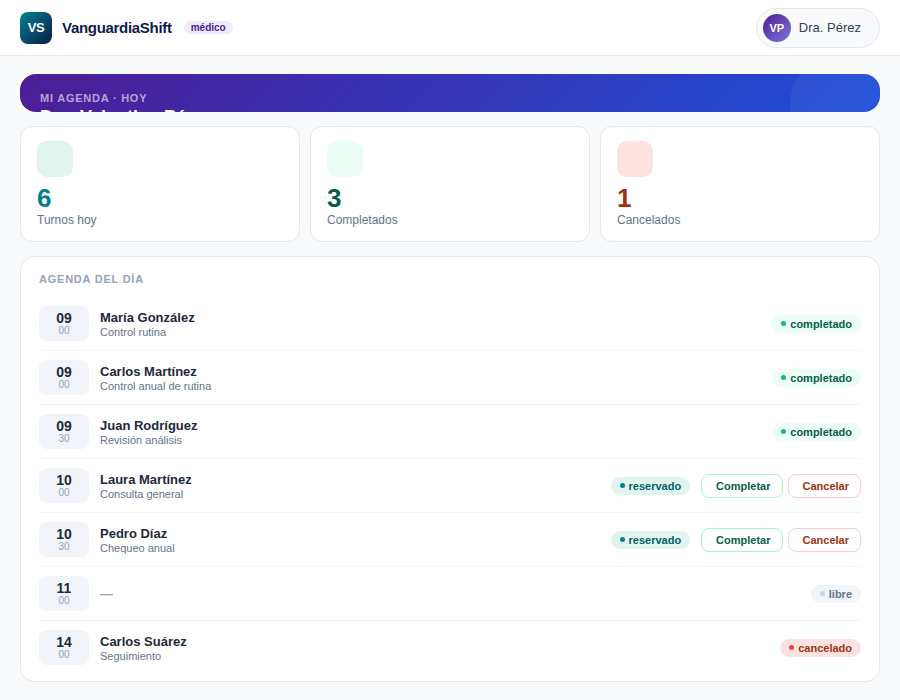 VS VanguardiaShift médico VP Dra. Pérez
MI AGENDA · HOY
6
Turnos hoy
3
Completados
1
Cancelados
AGENDA DEL DÍA
09 María González
00 Control rutina
completado
09 Carlos Martínez
00 Control anual de rutina
completado
09 Juan Rodríguez
30 Revisión análisis
completado
10 Laura Martínez
00 Consulta general
reservado Completar Cancelar
10 Pedro Díaz
30 Chequeo anual
reservado Completar Cancelar
11
00
—
libre
14 Carlos Suárez
00 Seguimiento
cancelado